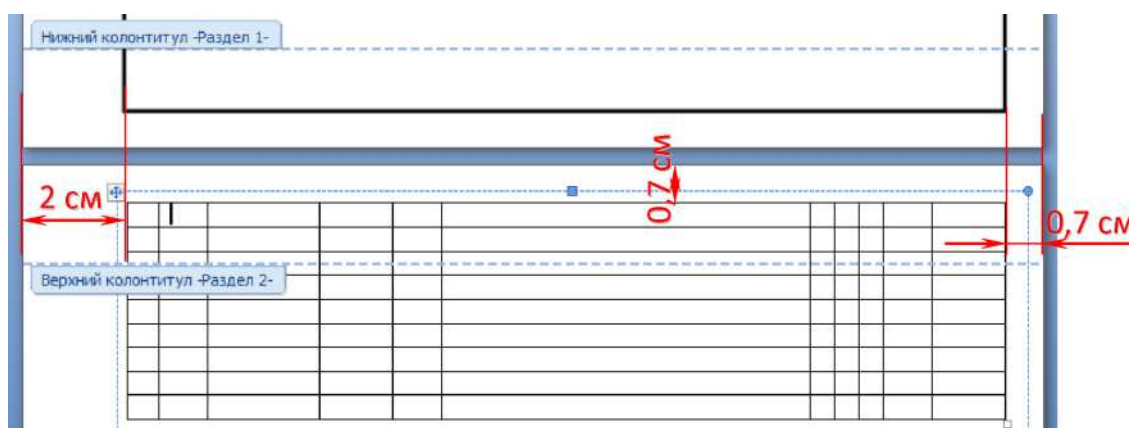 Нижний колонтитул -Раздел 1-
0,7 см
2 см
0,7 см
Верхний колонтитул -Раздел 2-